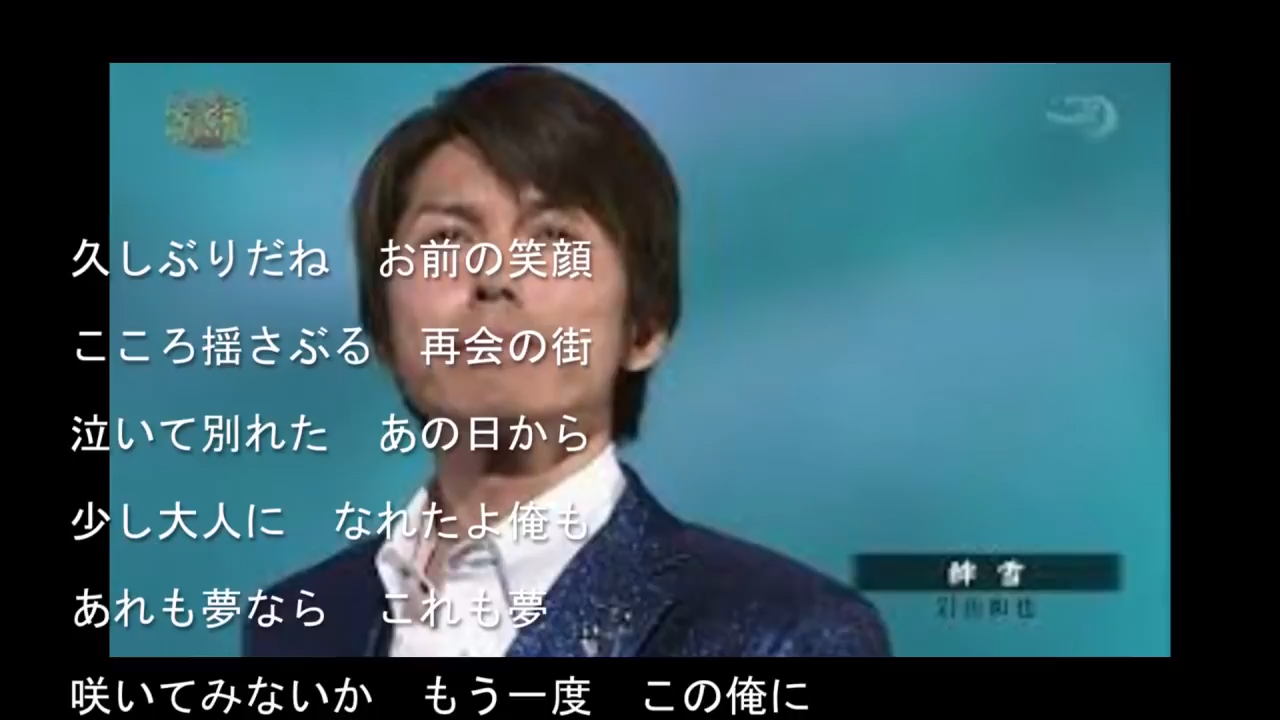 久しぶりだね　お前の笑顔
こころ揺さぶる　再会の街
泣いて別れた　あの日から
少し大人に　なれたよ俺も
あれも夢なら　これも夢
咲いてみないか　もう一度　この俺に